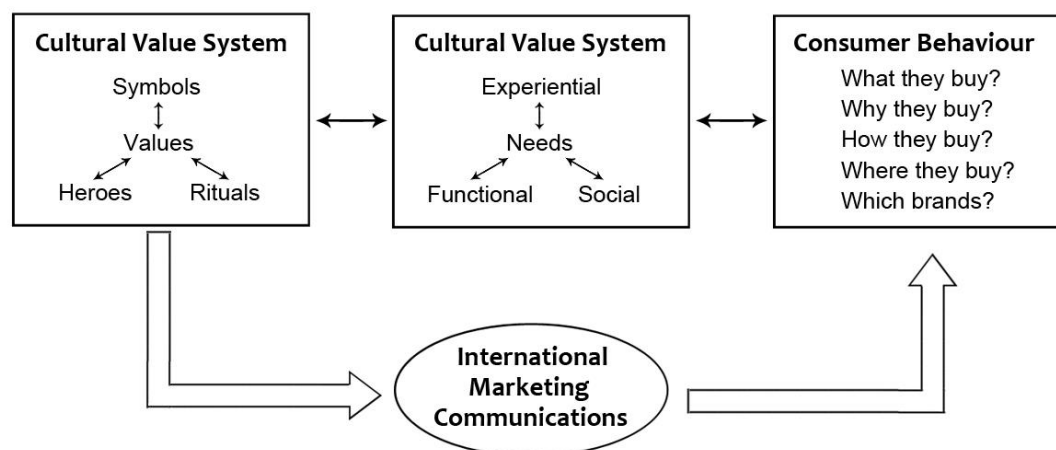 Cultural Value System
Symbols
Values
Heroes Rituals
Cultural Value System
Experiential
Needs
Functional Social
Consumer Behaviour
What they buy?
Why they buy?
How they buy?
Where they buy?
Which brands?
International
Marketing
Communications